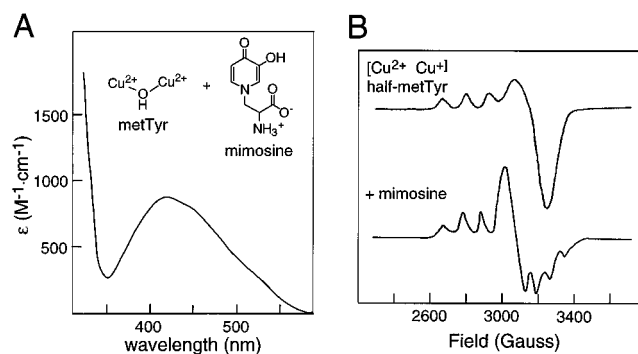 A
B
1500
1000
500
ε (M⁻¹·cm⁻¹)
Cu²⁺ Cu²⁺
O
H
metTyr
+
O
OH
N
O
O⁻
NH₃⁺
mimosine
400 500
wavelength (nm)
[Cu²⁺ Cu⁺]
half-metTyr
+ mimosine
2600 3000 3400
Field (Gauss)